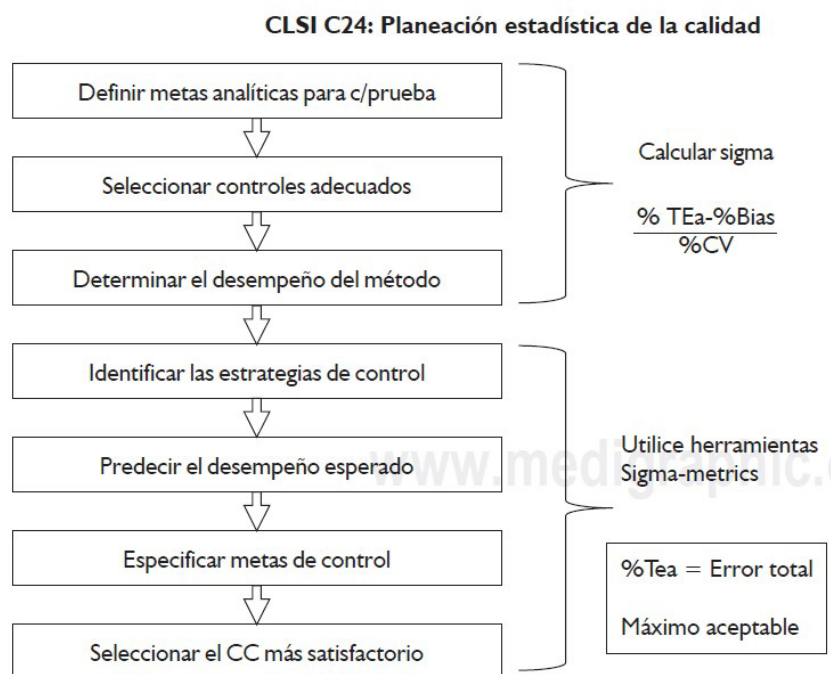 CLSI C24: Planeación estadística de la calidad
Definir metas analíticas para c/prueba
Seleccionar controles adecuados
Determinar el desempeño del método
Calcular sigma
% TEa-%Bias
%CV
Identificar las estrategias de control
Predecir el desempeño esperado
Especificar metas de control
Seleccionar el CC más satisfactorio
Utilice herramientas
Sigma-metrics
www.medigraphic.
%Tea = Error total
Máximo aceptable